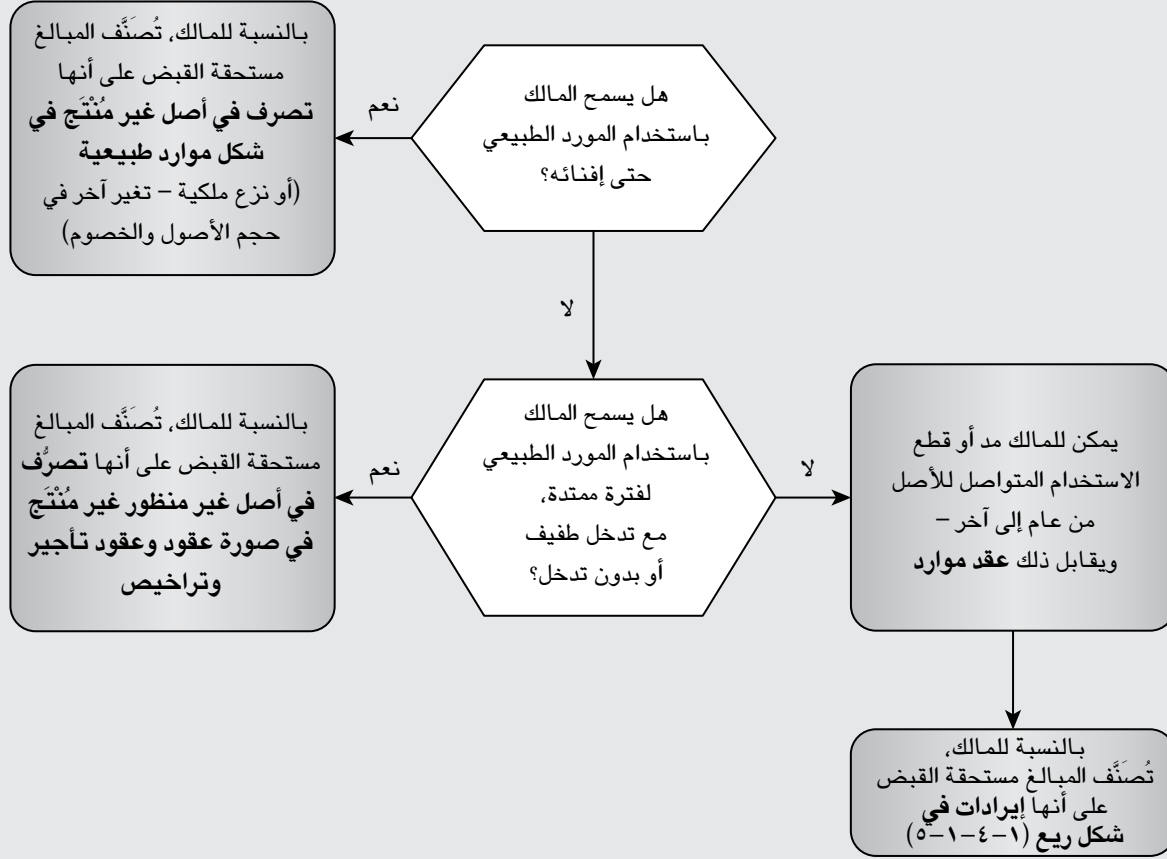 هل يسمح المالك
باستخدام المورد الطبيعي
حتى إفنائه؟
نعم
بالنسبة للمالك، تُصَنَّف المبالغ
مستحقة القبض على أنها
تصرف في أصل غير مُنْتَج في
شكل موارد طبيعية
(أو نزع ملكية – تغير آخر في
حجم الأصول والخصوم)
لا
هل يسمح المالك
باستخدام المورد الطبيعي
لفترة ممتدة،
مع تدخل طفيف
أو بدون تدخل؟
نعم
بالنسبة للمالك، تُصَنَّف المبالغ
مستحقة القبض على أنها تصرُّف
في أصل غير منظور غير مُنْتَج
في صورة عقود وعقود تأجير
وتراخيص
لا
يمكن للمالك مد أو قطع
الاستخدام المتواصل للأصل
من عام إلى آخر –
ويقابل ذلك عقد موارد
بالنسبة للمالك،
تُصَنَّف المبالغ مستحقة القبض
على أنها إيرادات في
شكل ريع (١-٤-١-٥)